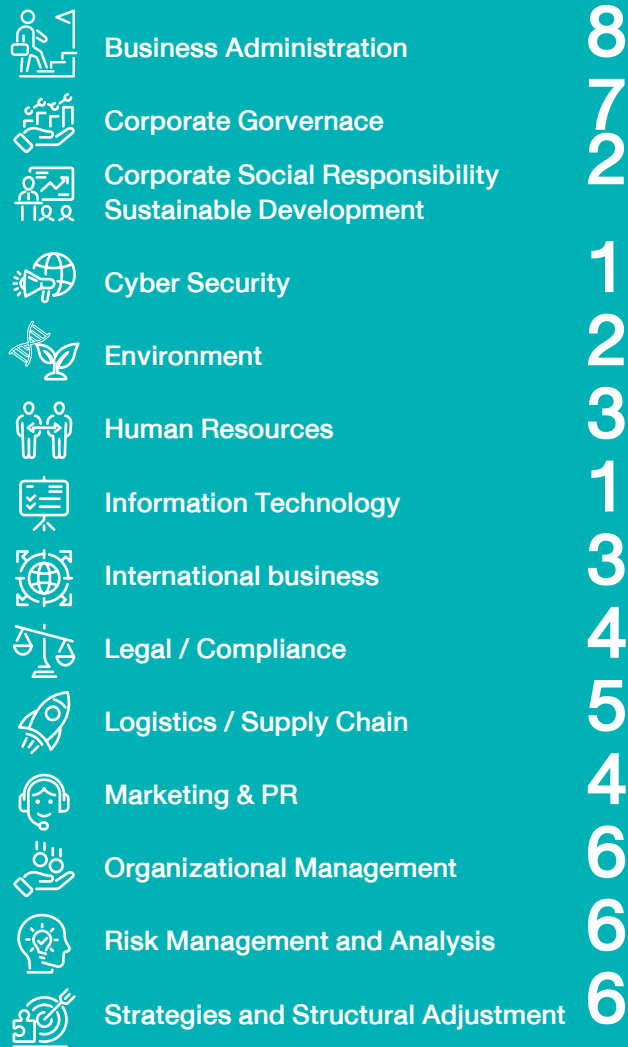 Business Administration 8
Corporate Gorvernace 7
Corporate Social Responsibility 2
Sustainable Development
Cyber Security 1
Environment 2
Human Resources 3
Information Technology 1
International business 3
Legal / Compliance 4
Logistics / Supply Chain 5
Marketing & PR 4
Organizational Management 6
Risk Management and Analysis 6
Strategies and Structural Adjustment 6